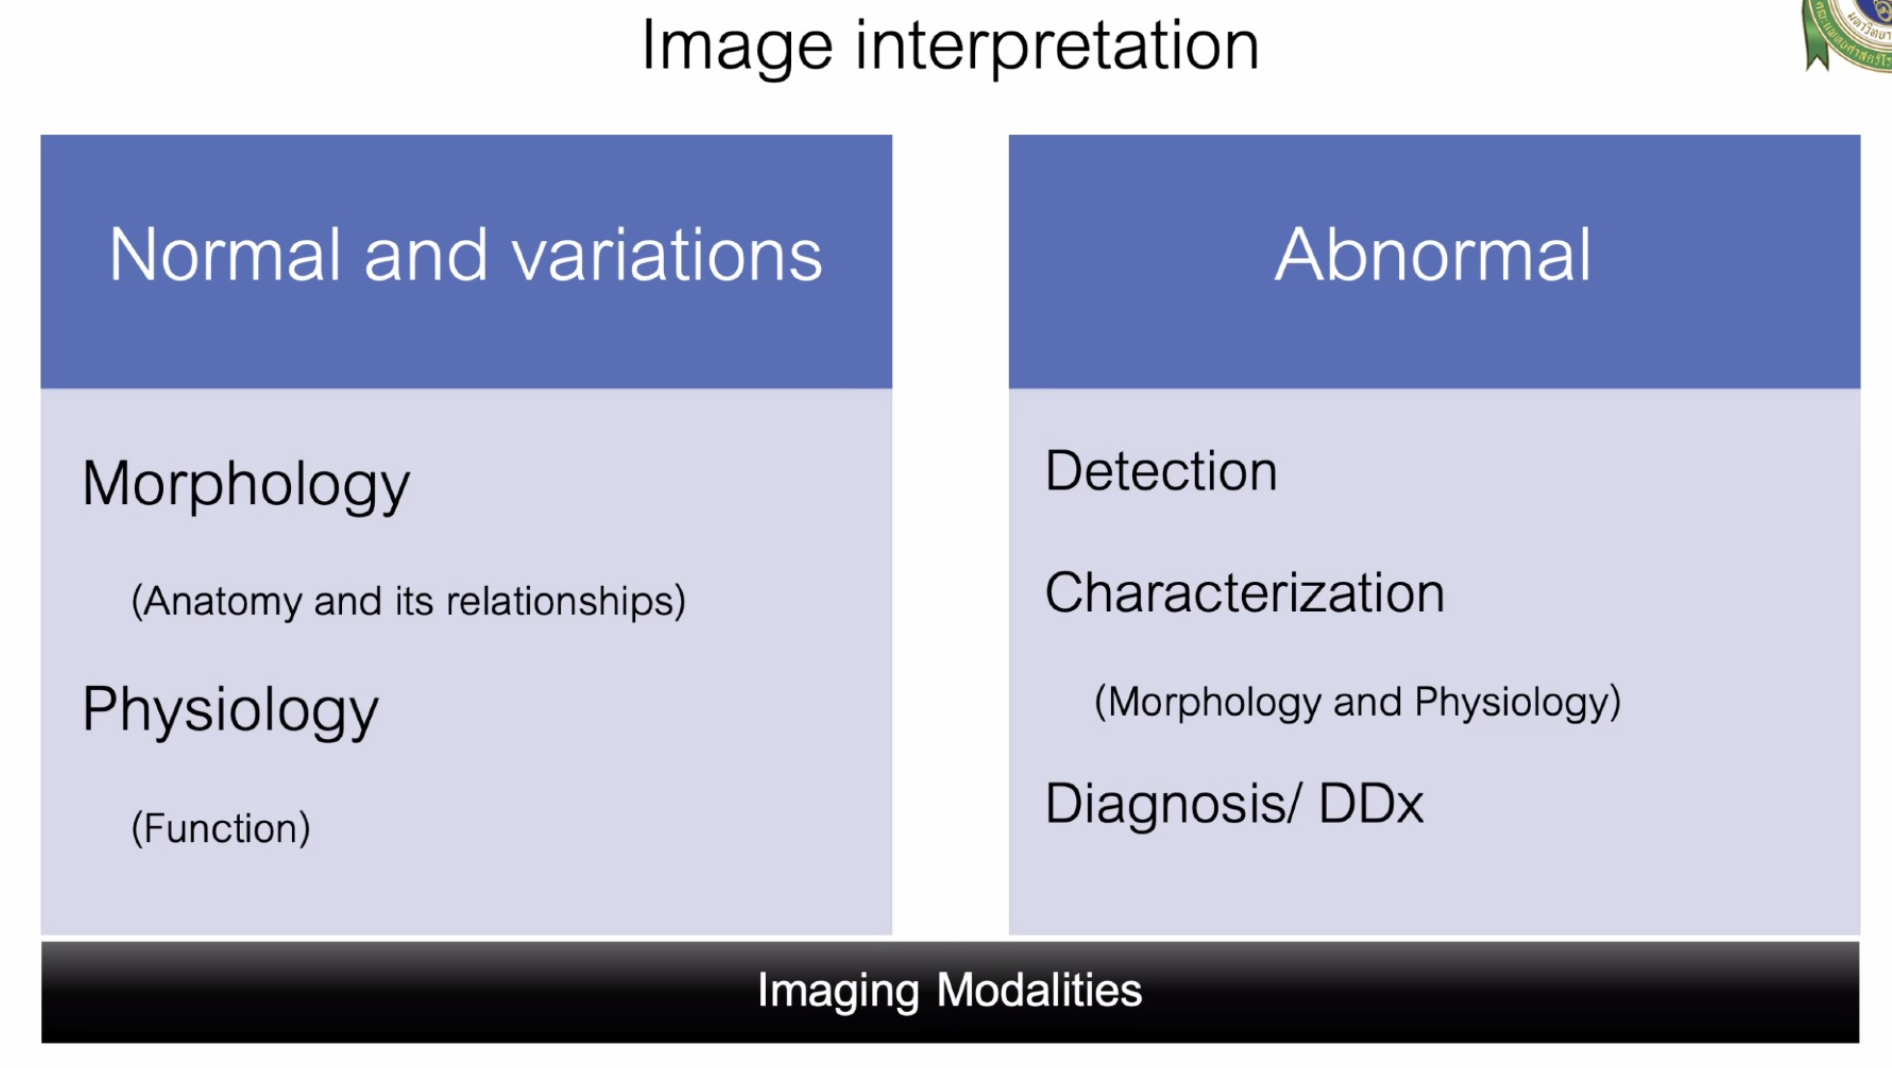 Image interpretation
Normal and variations
Morphology
(Anatomy and its relationships)
Physiology
(Function)
Abnormal
Detection
Characterization
(Morphology and Physiology)
Diagnosis/ DDx
Imaging Modalities